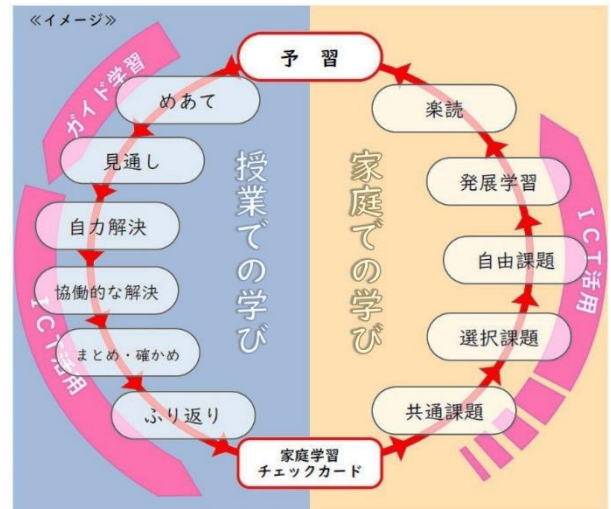 ≪イメージ≫
予 習
ガイド学習
めあて
見通し
自力解決
協働的な解決
まとめ・確かめ
ふり返り
ICT活用
授業での学び
家庭での学び
楽読
発展学習
自由課題
選択課題
共通課題
ICT活用
家庭学習
チェックカード